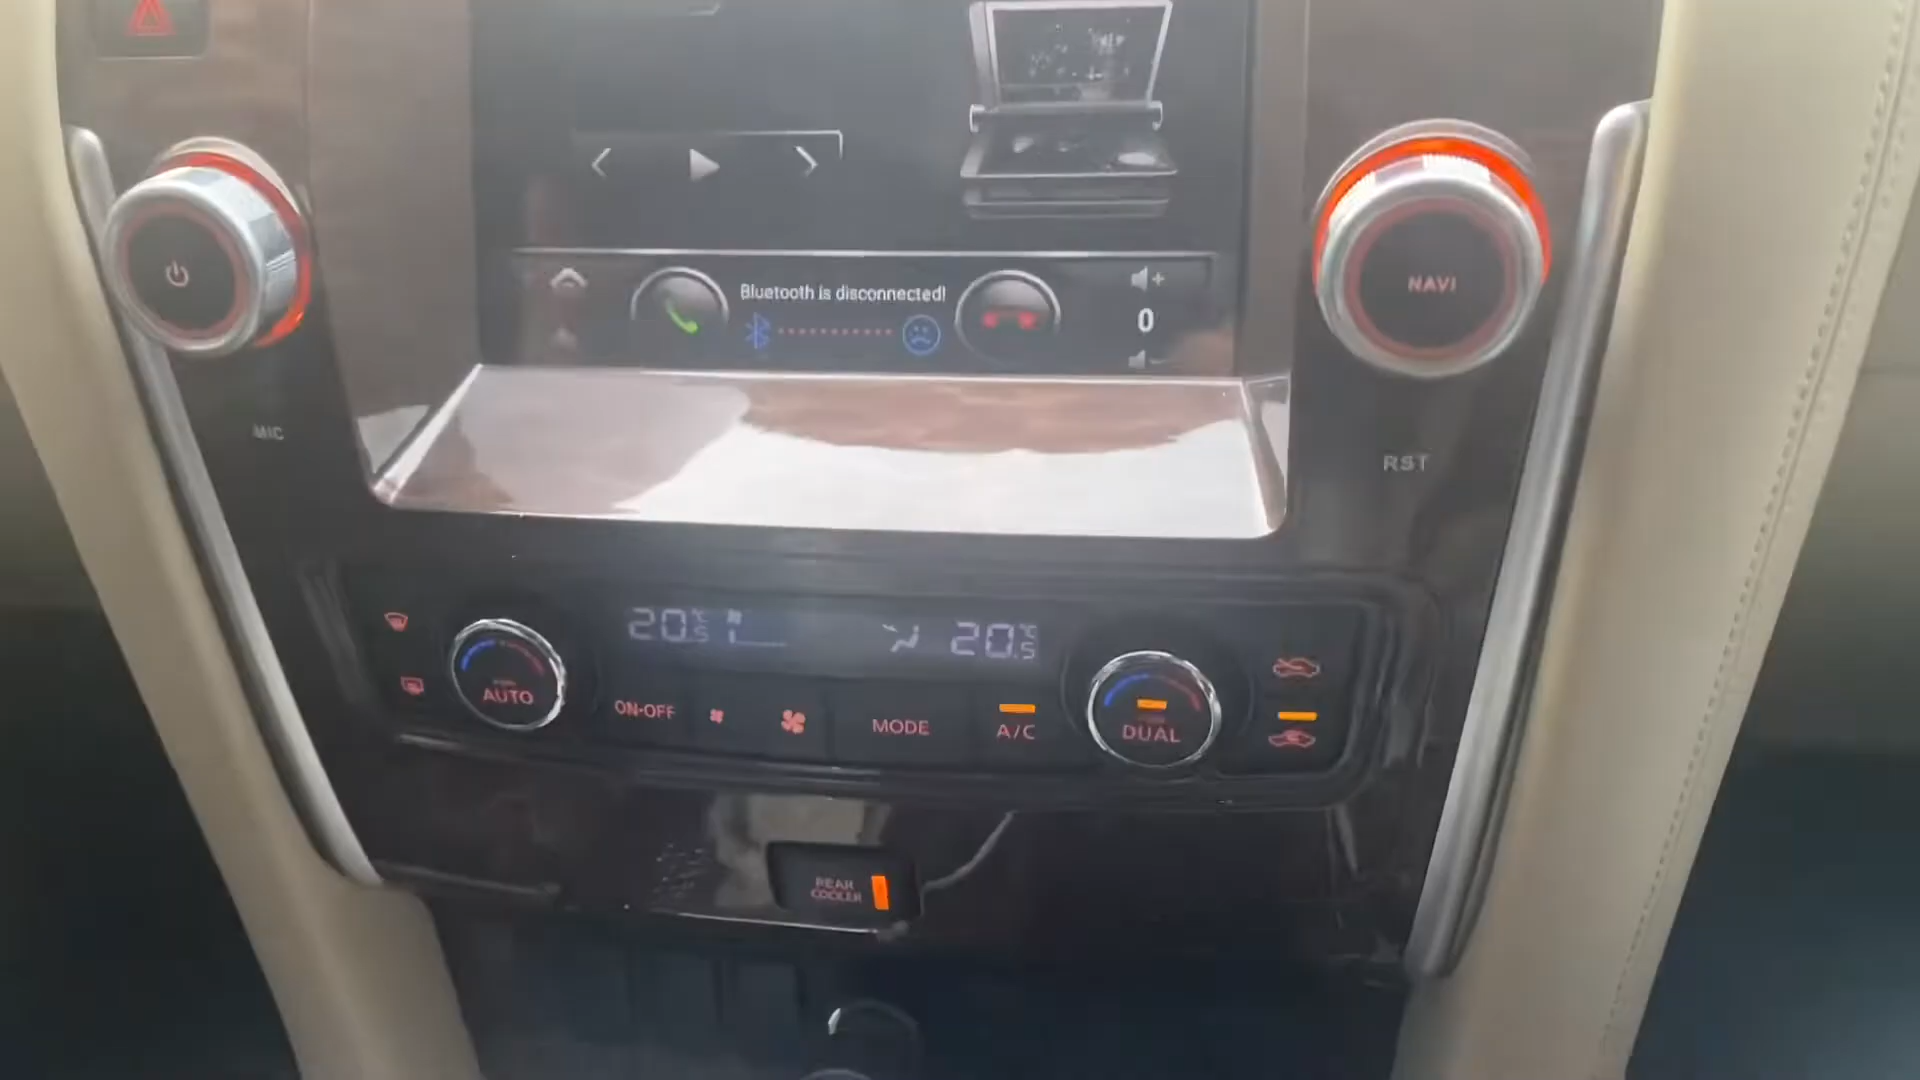 Bluetooth is disconnected!
0
NAVI
MIC
RST
20.5°C
20.5°C
AUTO
ON•OFF
MODE
A/C
DUAL
REAR
COOLER